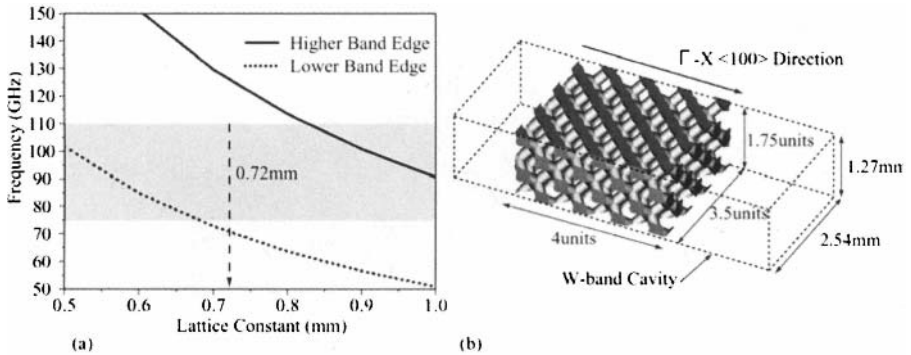 150
140
130
120
110
100
90
80
70
60
50
Frequency (GHz)
Higher Band Edge
Lower Band Edge
0.72mm
0.5
0.6
0.7
0.8
0.9
1.0
Lattice Constant (mm)
(a)
Γ-X <100> Direction
1.75units
1.27mm
3.5units
4units
2.54mm
W-band Cavity
(b)